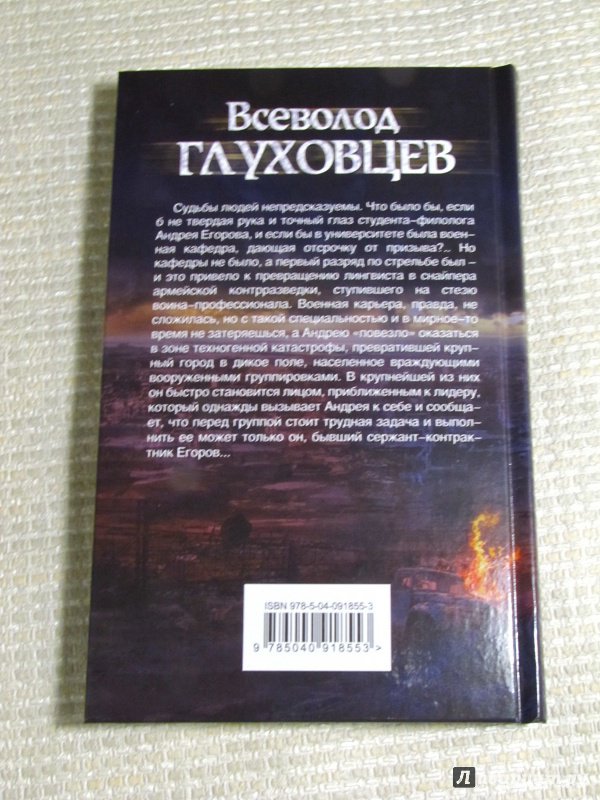 Всеволод
ГЛУХОВЦЕВ
Судьбы людей непредсказуемы. Что было бы, если
б не твердая рука и точный глаз студента-филолога
Андрея Егорова, и если бы в университете была воен-
ная кафедра, дающая отсрочку от призыва?... Но
кафедры не было, а первый разряд по стрельбе был -
и это привело к превращению лингвиста в снайпера
армейской контрразведки, ступившего на стезю
воина-профессионала. Военная карьера, правда, не
сложилась, но с такой специальностью и в мирное-то
время не затеряешься, а Андрею «повезло» оказаться
в зоне техногенной катастрофы, превратившей круп-
ный город в дикое поле, населенное враждующими
вооруженными группировками. В крупнейшей из них
он быстро становится лицом, приближенным к лидеру,
который однажды вызывает Андрея к себе и сообща-
ет, что перед группой стоит трудная задача и выпол-
нить ее может только он, бывший сержант-контрак-
тник Егоров...
ISBN 978-5-04-091855-3
9 785040 918553 >
Л Лабиринт.ру